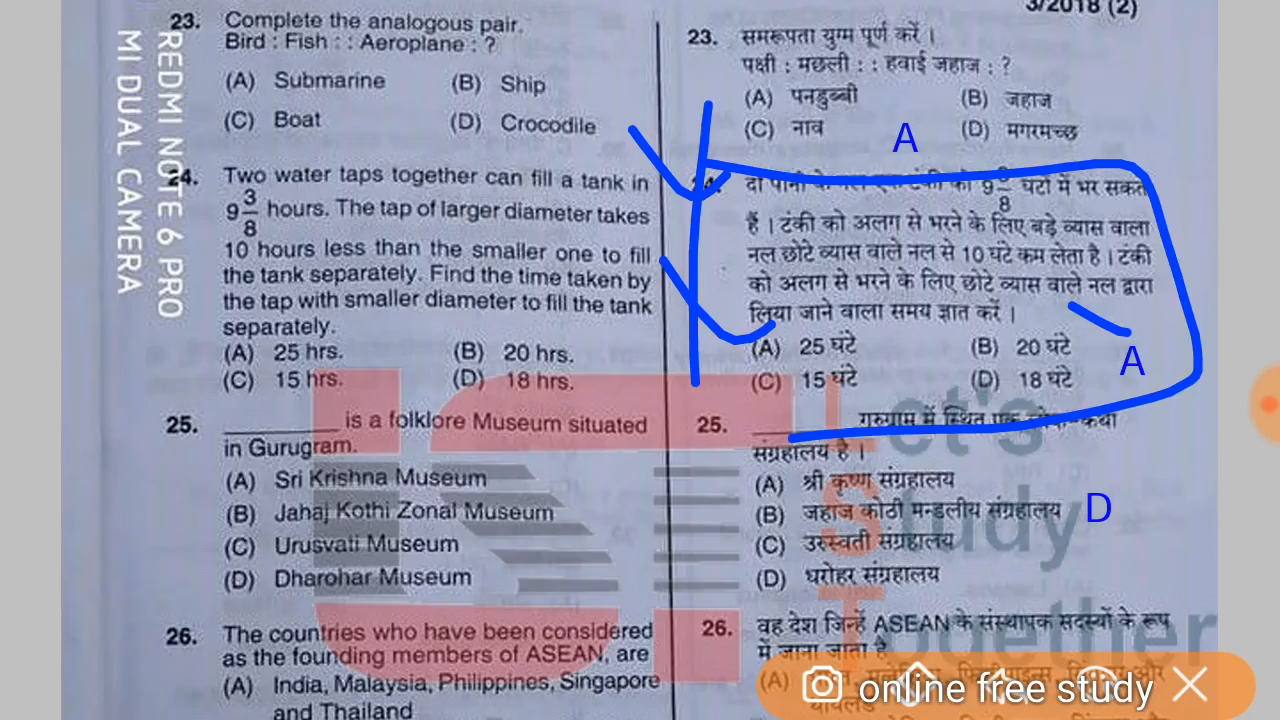 3/2018 (2)
23. Complete the analogous pair.
Bird : Fish : : Aeroplane : ?
(A) Submarine (B) Ship
(C) Boat (D) Crocodile
24. Two water taps together can fill a tank in
9 3/8 hours. The tap of larger diameter takes
10 hours less than the smaller one to fill
the tank separately. Find the time taken by
the tap with smaller diameter to fill the tank
separately.
(A) 25 hrs. (B) 20 hrs.
(C) 15 hrs. (D) 18 hrs.
25. ________ is a folklore Museum situated
in Gurugram.
(A) Sri Krishna Museum
(B) Jahaj Kothi Zonal Museum
(C) Urusvati Museum
(D) Dharohar Museum
26. The countries who have been considered
as the founding members of ASEAN, are
(A) India, Malaysia, Philippines, Singapore
and Thailand
23. समरूपता युग्म पूर्ण करें ।
पक्षी : मछली : : हवाई जहाज : ?
(A) पनडुब्बी (B) जहाज
(C) नाव (D) मगरमच्छ
A
24. दो पानी के नल एक टंकी को 9 /8 घंटों में भर सकते
हैं । टंकी को अलग से भरने के लिए बड़े व्यास वाला
नल छोटे व्यास वाले नल से 10 घंटे कम लेता है । टंकी
को अलग से भरने के लिए छोटे व्यास वाले नल द्वारा
लिया जाने वाला समय ज्ञात करें ।
(A) 25 घंटे (B) 20 घंटे
(C) 15 घंटे (D) 18 घंटे
A
25. ________ गुरुग्राम में स्थित एक
संग्रहालय है ।
(A) श्री कृष्ण संग्रहालय
(B) जहाज कोठी मन्डलीय संग्रहालय
(C) उरुस्वती संग्रहालय
(D) धरोहर संग्रहालय
D
26. वह देश जिन्हें ASEAN के संस्थापक सदस्यों के रूप
में जाना जाता है
(A)
REDMI NOTE 6 PRO
MI DUAL CAMERA
Let's
Study
Together
online free study